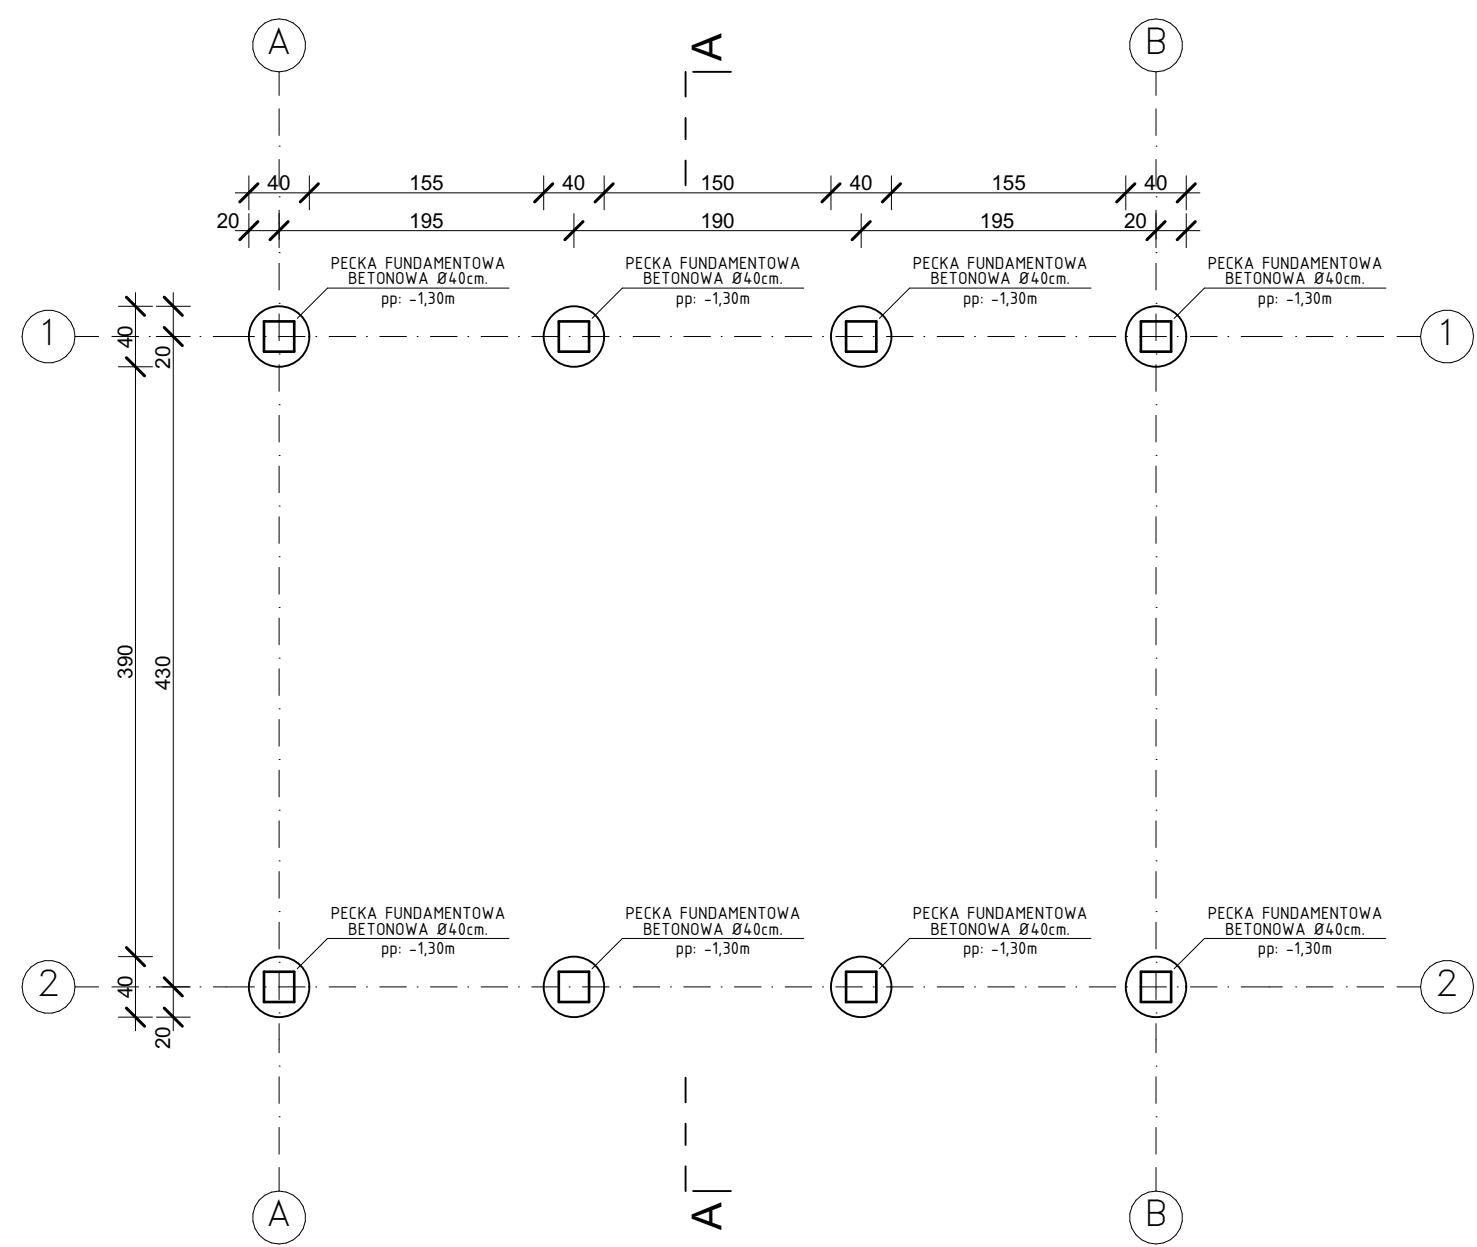 A
A
B
40 155 40 150 40 155 40
20 195 190 195 20
PECKA FUNDAMENTOWA
BETONOWA Ø40cm.
pp: -1,30m
PECKA FUNDAMENTOWA
BETONOWA Ø40cm.
pp: -1,30m
PECKA FUNDAMENTOWA
BETONOWA Ø40cm.
pp: -1,30m
PECKA FUNDAMENTOWA
BETONOWA Ø40cm.
pp: -1,30m
1
40
20
1
390
430
PECKA FUNDAMENTOWA
BETONOWA Ø40cm.
pp: -1,30m
PECKA FUNDAMENTOWA
BETONOWA Ø40cm.
pp: -1,30m
PECKA FUNDAMENTOWA
BETONOWA Ø40cm.
pp: -1,30m
PECKA FUNDAMENTOWA
BETONOWA Ø40cm.
pp: -1,30m
2
40
20
2
A
A
B